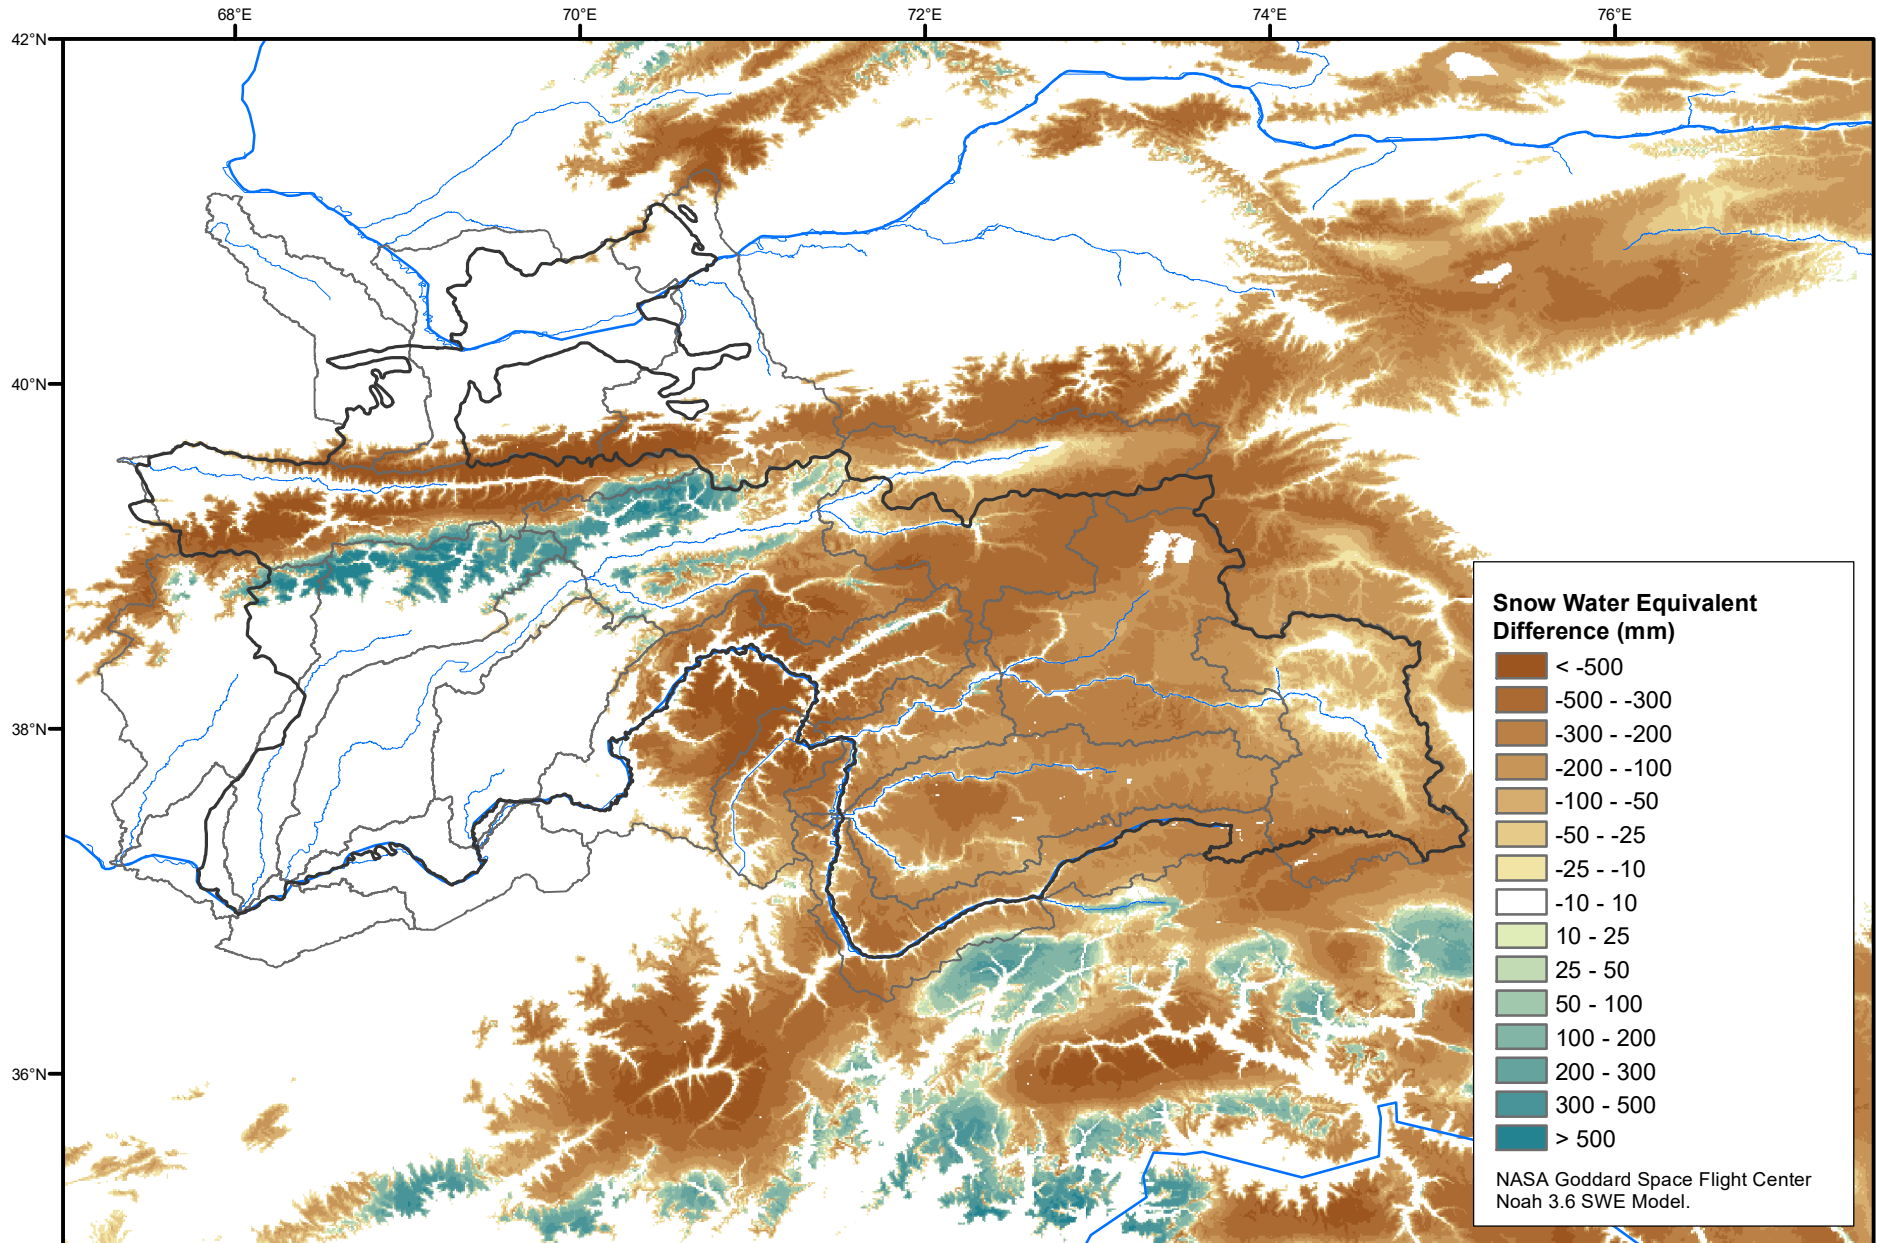 68°E
70°E
72°E
74°E
76°E
42°N
40°N
38°N
36°N
Snow Water Equivalent
Difference (mm)
< -500
-500 - -300
-300 - -200
-200 - -100
-100 - -50
-50 - -25
-25 - -10
-10 - 10
10 - 25
25 - 50
50 - 100
100 - 200
200 - 300
300 - 500
> 500
NASA Goddard Space Flight Center
Noah 3.6 SWE Model.